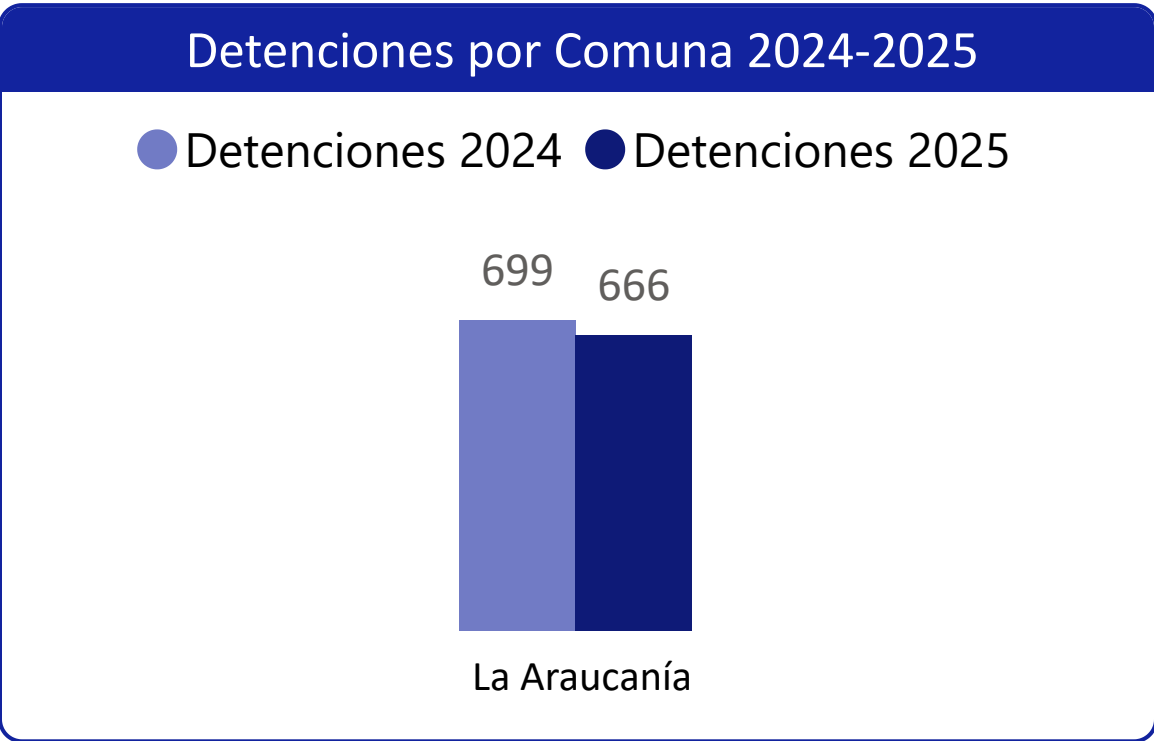 Detenciones por Comuna 2024-2025
Detenciones 2024 Detenciones 2025
699 666
La Araucanía